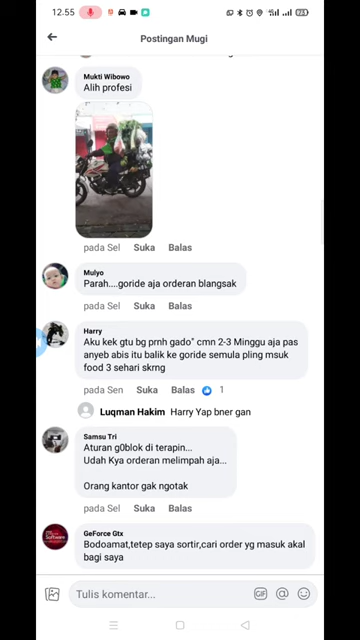 12.55
73
Postingan Mugi
Mukti Wibowo
Alih profesi
pada Sel Suka Balas
Mulyo
Parah....goride aja orderan blangsak
pada Sel Suka Balas
Harry
Aku kek gtu bg prnh gado" cmn 2-3 Minggu aja pas
anyeb abis itu balik ke goride semula pling msuk
food 3 sehari skrng
pada Sen Suka Balas 1
Luqman Hakim Harry Yap bner gan
Samsu Tri
Aturan g0blok di terapin...
Udah Kya orderan melimpah aja...
Orang kantor gak ngotak
pada Sel Suka Balas
GeForce Gtx
Bodoamat,tetep saya sortir,cari order yg masuk akal
bagi saya
Tulis komentar...
GIF